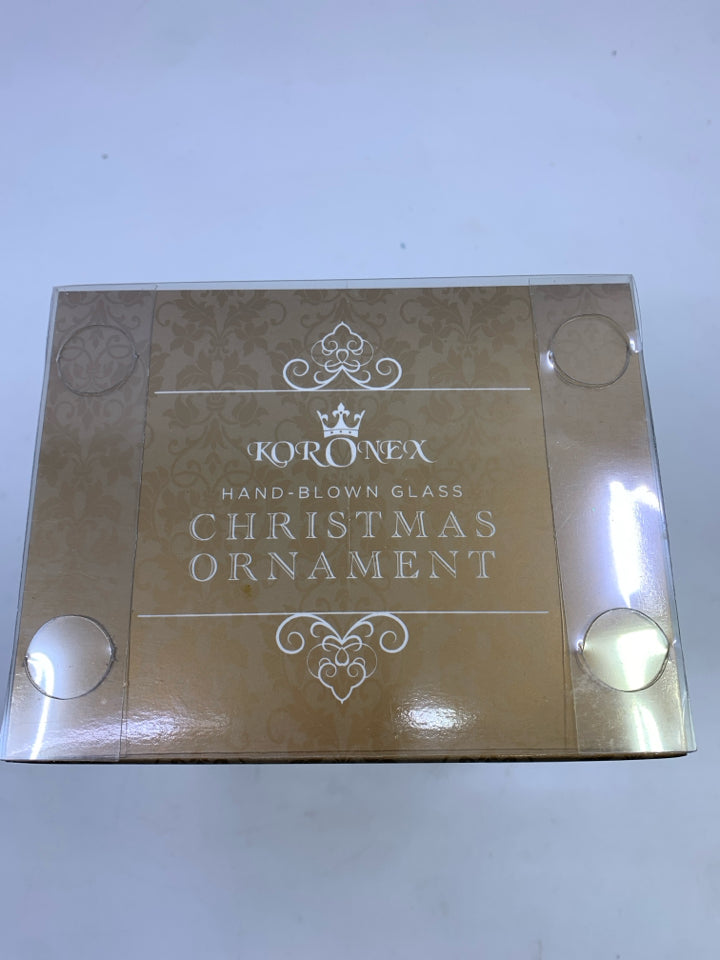 KORONEX
HAND-BLOWN GLASS
CHRISTMAS
ORNAMENT